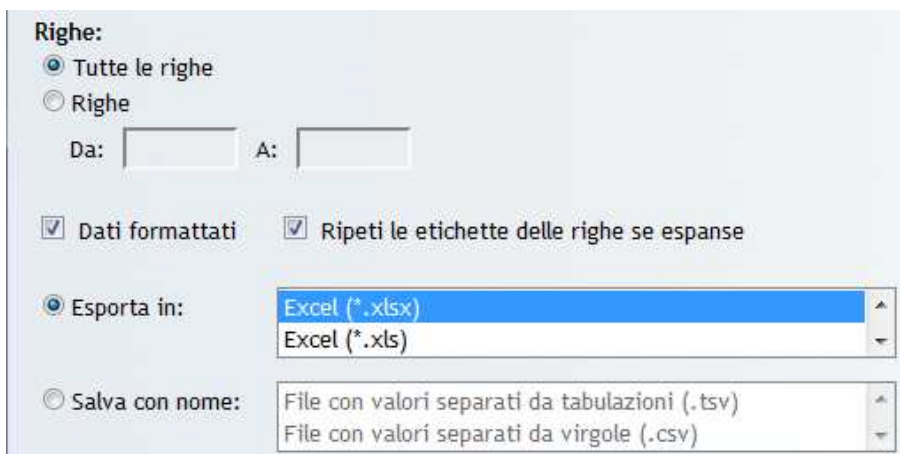 Righe:
Tutte le righe
Righe
Da: A:
Dati formattati Ripeti le etichette delle righe se espanse
Esporta in: Excel (*.xlsx)
Excel (*.xls)
Salva con nome: File con valori separati da tabulazioni (.tsv)
File con valori separati da virgole (.csv)